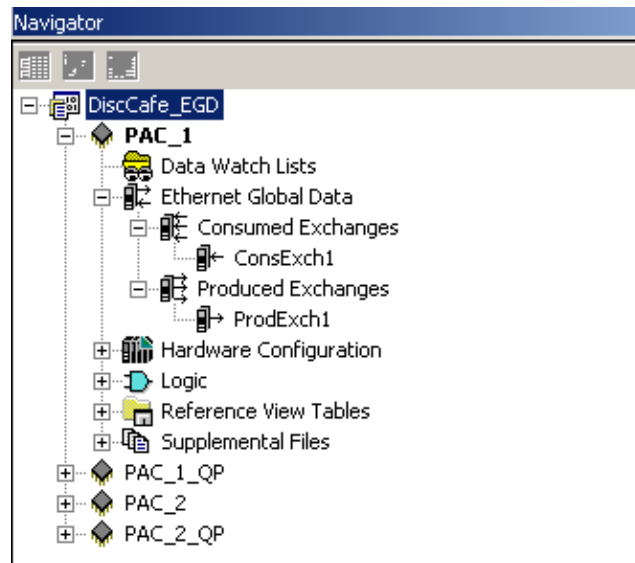 Navigator
DiscCafe_EGD
PAC_1
Data Watch Lists
Ethernet Global Data
Consumed Exchanges
ConsExch1
Produced Exchanges
ProdExch1
Hardware Configuration
Logic
Reference View Tables
Supplemental Files
PAC_1_QP
PAC_2
PAC_2_QP